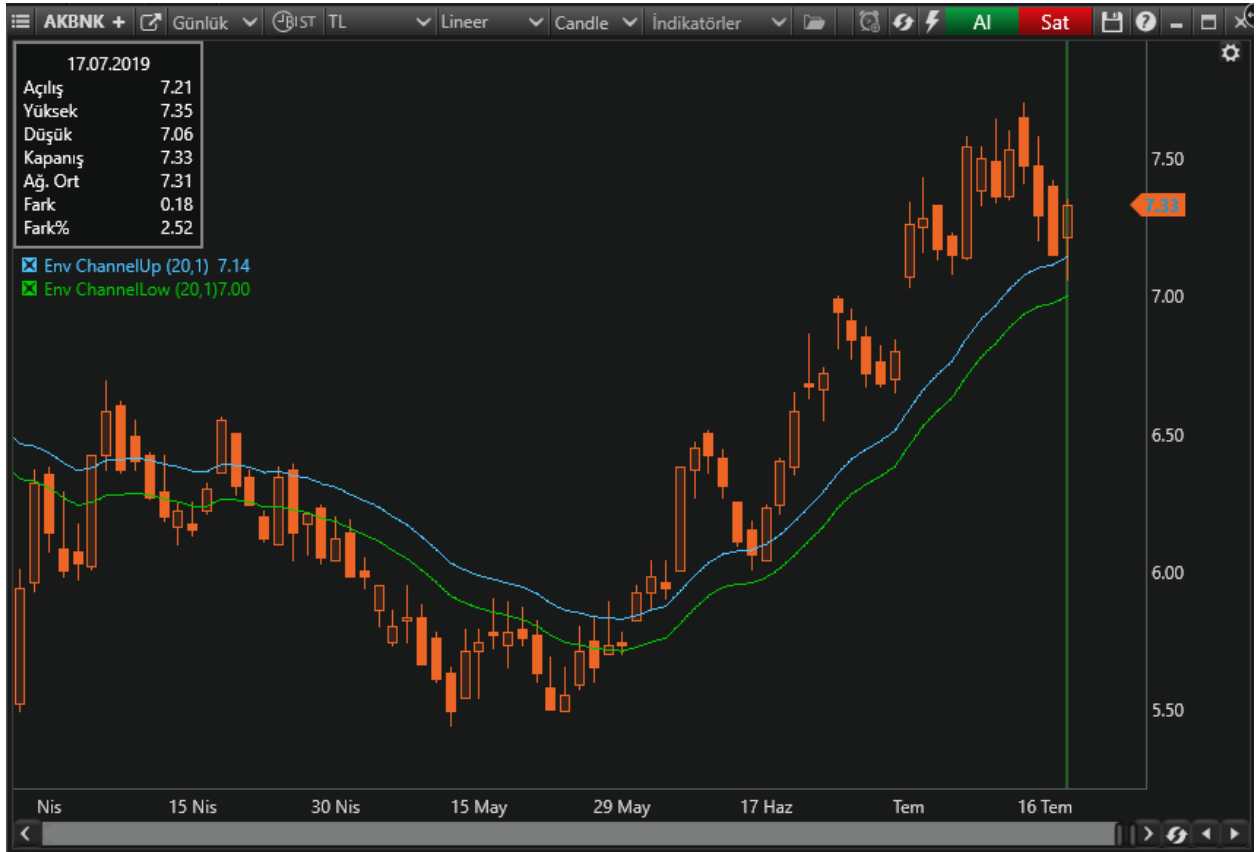 AKBNK + Günlük BIST TL Lineer Candle İndikatörler Al Sat
17.07.2019
Açılış 7.21
Yüksek 7.35
Düşük 7.06
Kapanış 7.33
Ağ. Ort 7.31
Fark 0.18
Fark% 2.52
Env ChannelUp (20,1) 7.14
Env ChannelLow (20,1)7.00
7.50
7.33
7.00
6.50
6.00
5.50
Nis 15 Nis 30 Nis 15 May 29 May 17 Haz Tem 16 Tem